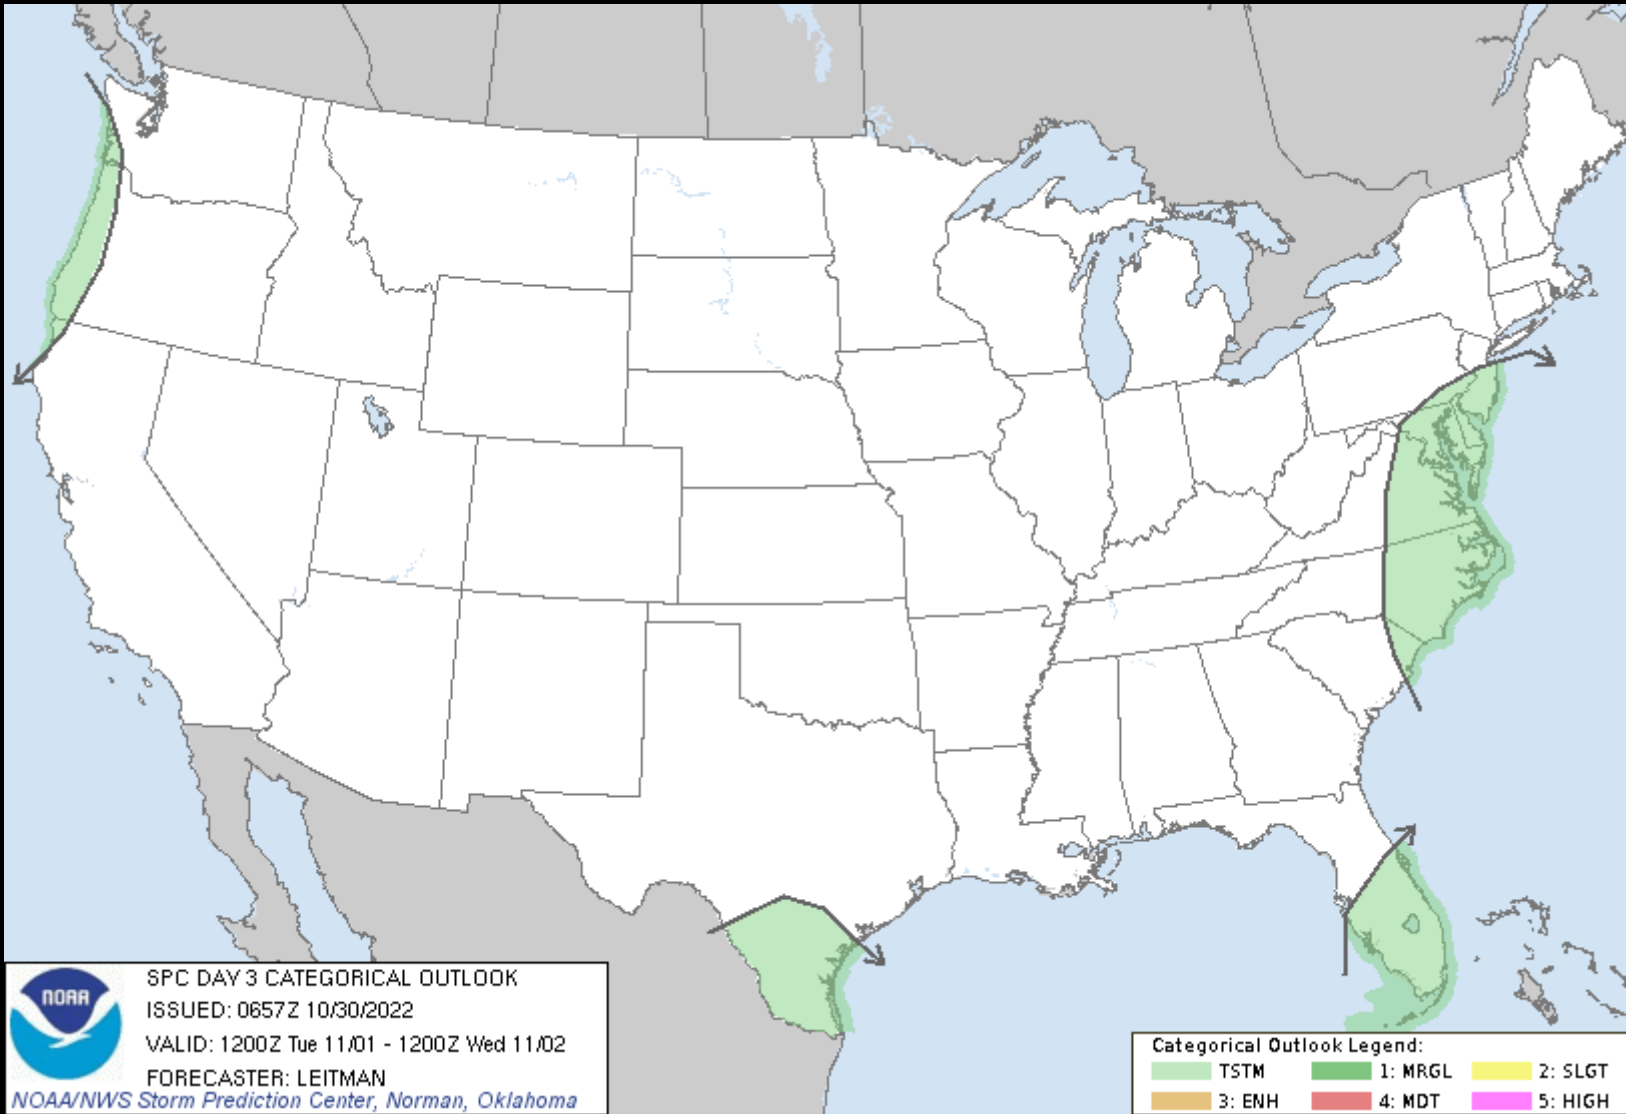 NOAA
SPC DAY 3 CATEGORICAL OUTLOOK
ISSUED: 0657Z 10/30/2022
VALID: 1200Z Tue 11/01 - 1200Z Wed 11/02
FORECASTER: LEITMAN
NOAA/NWS Storm Prediction Center, Norman, Oklahoma
Categorical Outlook Legend:
TSTM 1: MRGL 2: SLGT
3: ENH 4: MDT 5: HIGH